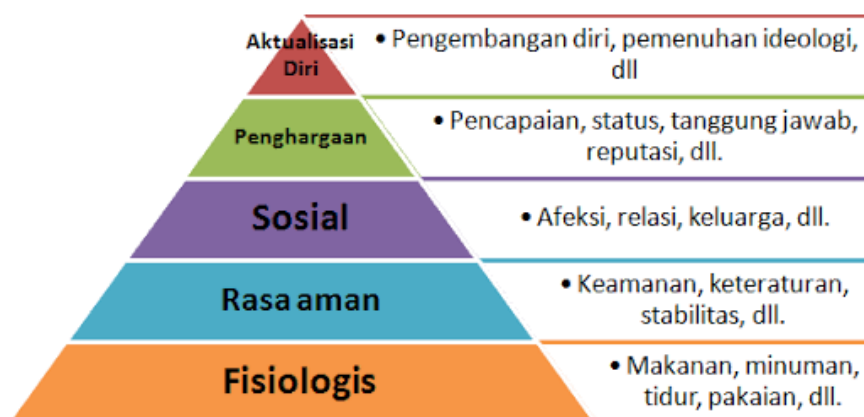 Aktualisasi
Diri
• Pengembangan diri, pemenuhan ideologi,
dll
Penghargaan
• Pencapaian, status, tanggung jawab,
reputasi, dll.
Sosial
• Afeksi, relasi, keluarga, dll.
Rasa aman
• Keamanan, keteraturan,
stabilitas, dll.
Fisiologis
• Makanan, minuman,
tidur, pakaian, dll.